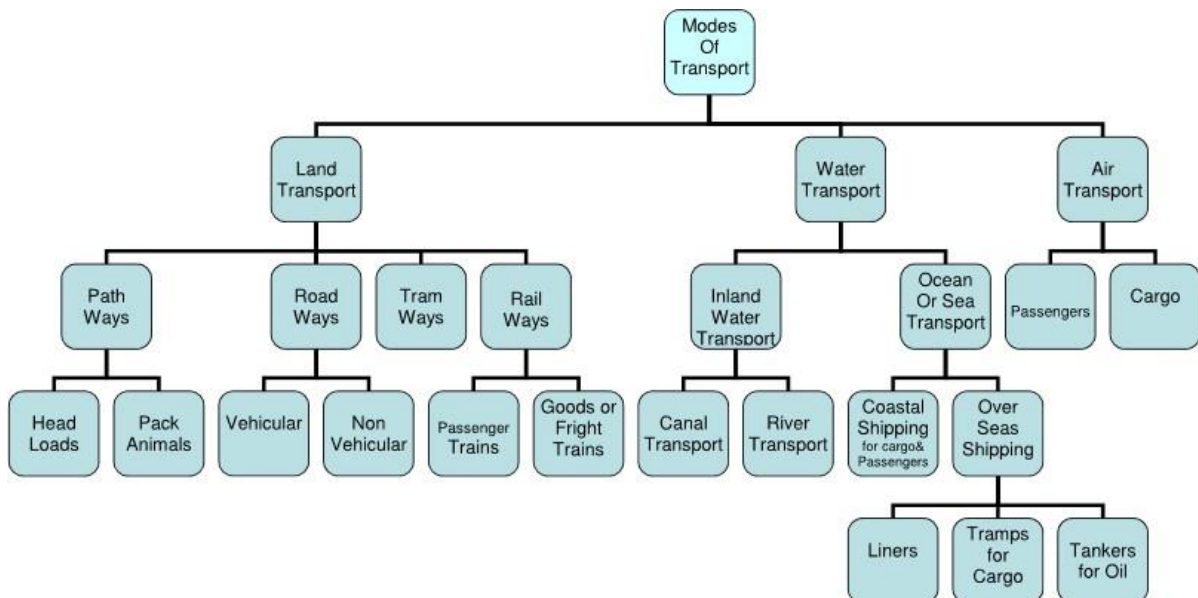 Modes
Of
Transport
Land
Transport
Water
Transport
Air
Transport
Path
Ways
Road
Ways
Tram
Ways
Rail
Ways
Inland
Water
Transport
Ocean
Or Sea
Transport
Passengers
Cargo
Head
Loads
Pack
Animals
Vehicular
Non
Vehicular
Passenger
Trains
Goods or
Fright
Trains
Canal
Transport
River
Transport
Coastal
Shipping
for cargo&
Passengers
Over
Seas
Shipping
Liners
Tramps
for
Cargo
Tankers
for Oil